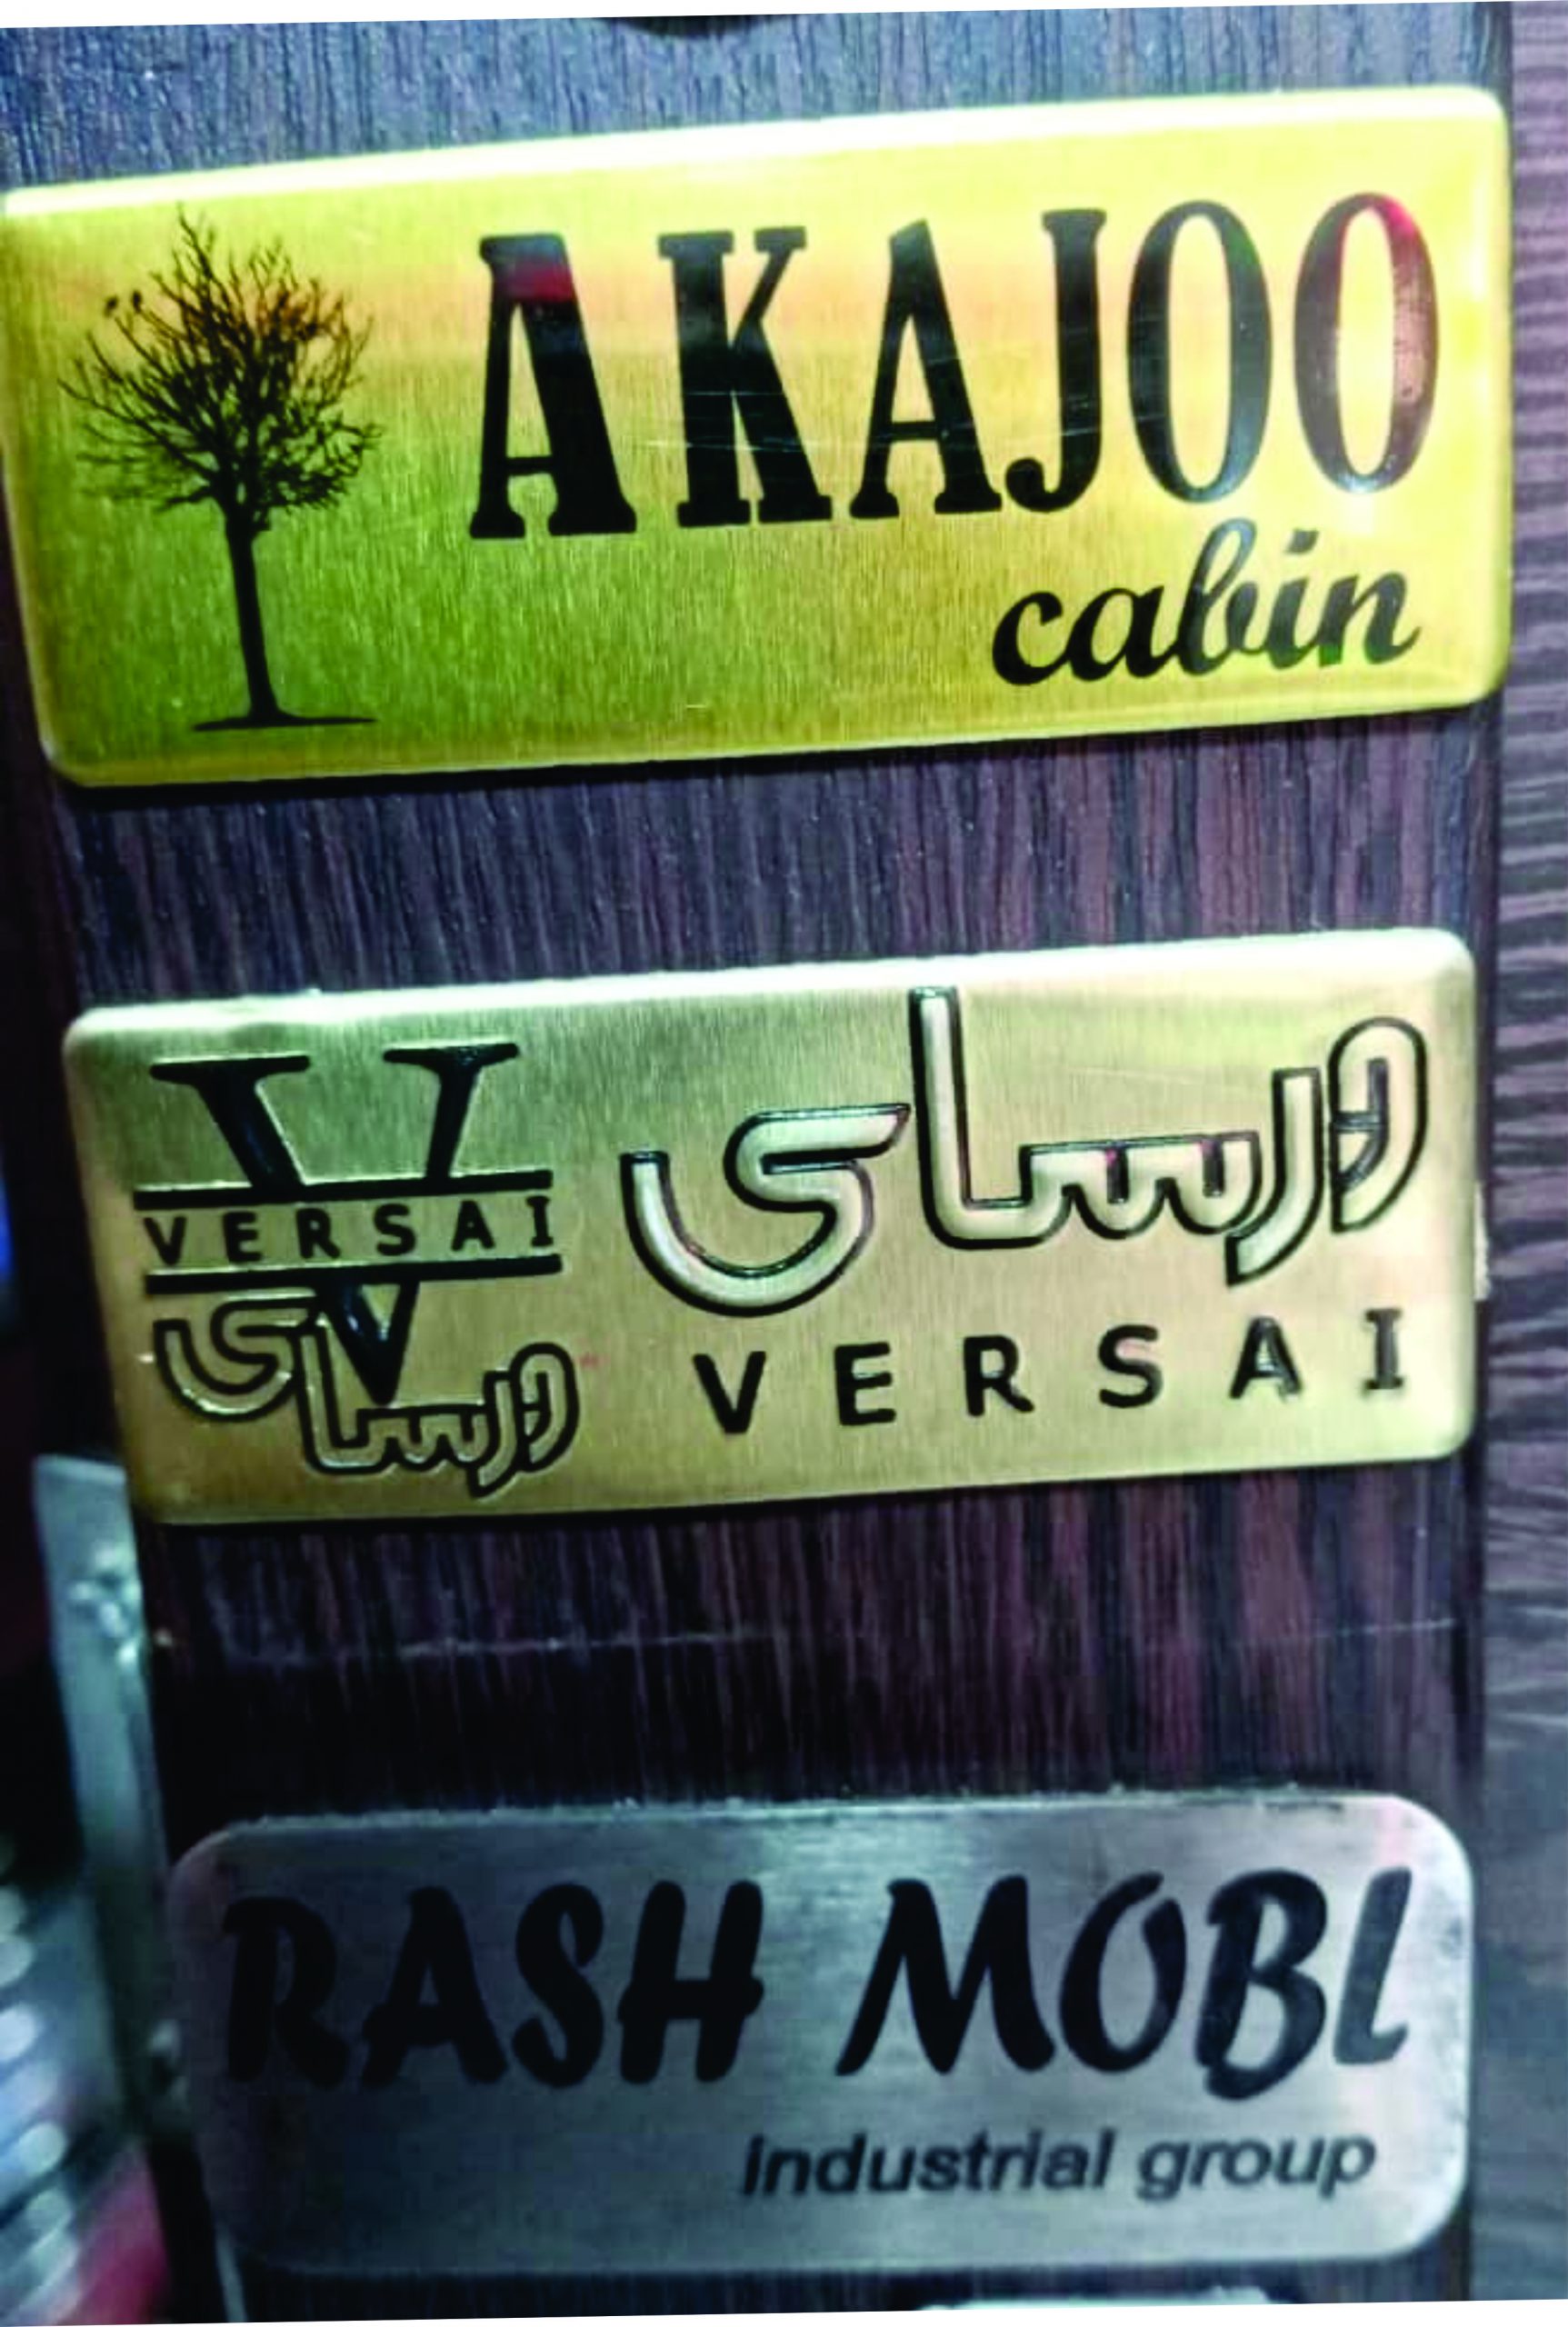 AKAJOO
cabin
V
VERSAI
ورسای
ورسای
VERSAI
RASH MOBL
industrial group